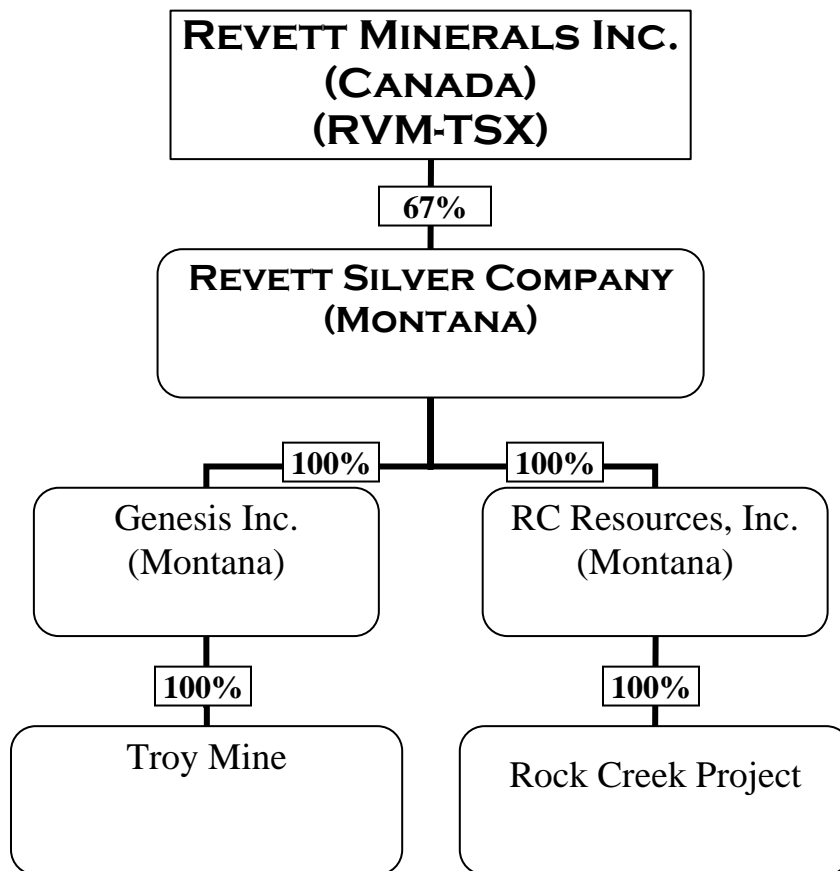 REVETT MINERALS INC.
(CANADA)
(RVM-TSX)
67%
REVETT SILVER COMPANY
(MONTANA)
100%
100%
Genesis Inc.
(Montana)
RC Resources, Inc.
(Montana)
100%
100%
Troy Mine
Rock Creek Project